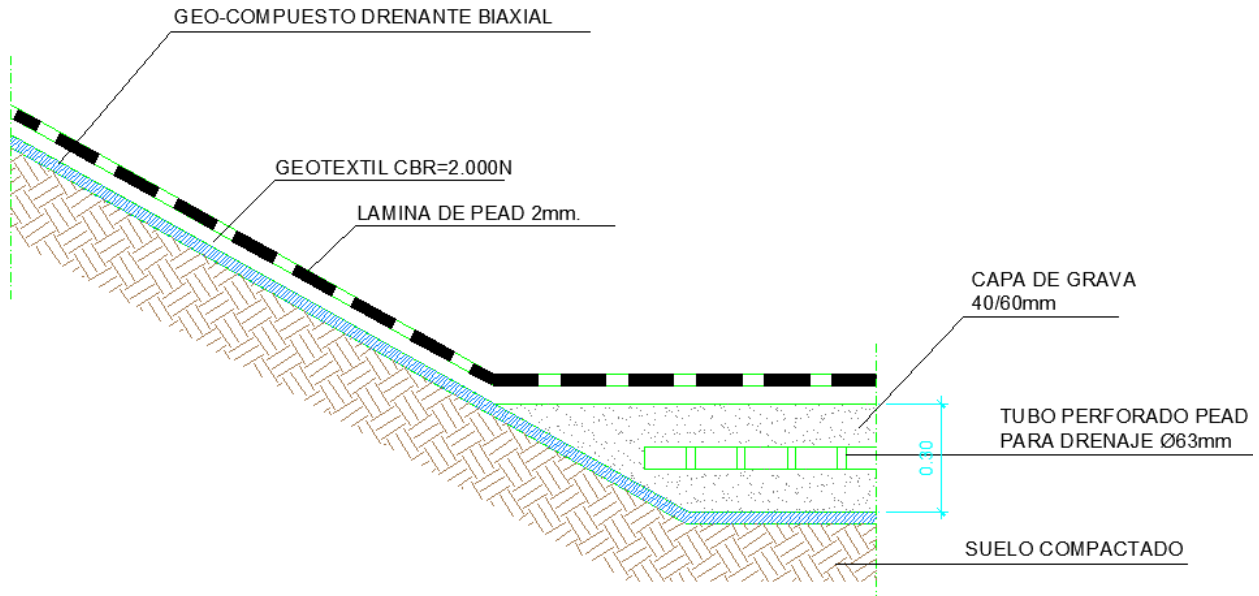 GEO-COMPUESTO DRENANTE BIAXIAL
GEOTEXTIL CBR=2.000N
LAMINA DE PEAD 2mm.
CAPA DE GRAVA
40/60mm
TUBO PERFORADO PEAD
PARA DRENAJE Ø63mm
0.30
SUELO COMPACTADO